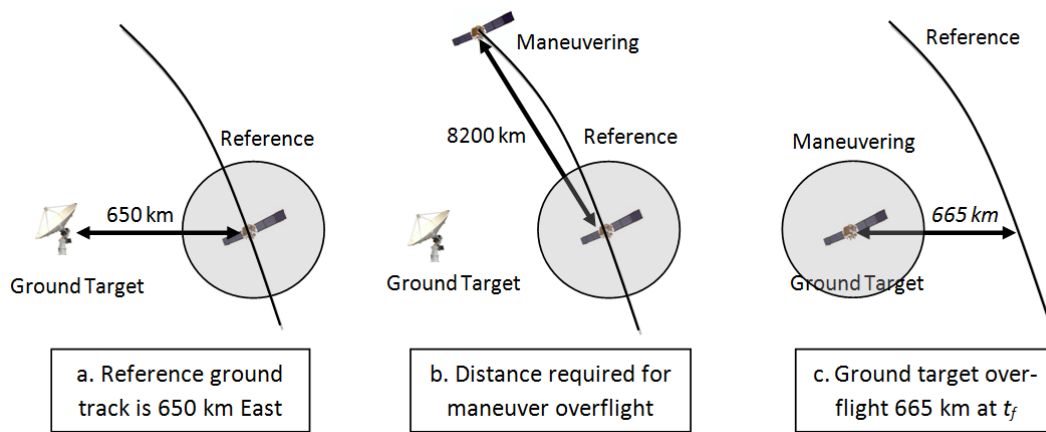 Reference
650 km
Ground Target
a. Reference ground
track is 650 km East
Maneuvering
8200 km
Reference
Ground Target
b. Distance required for
maneuver overflight
Reference
Maneuvering
665 km
Ground Target
c. Ground target over-
flight 665 km at tf